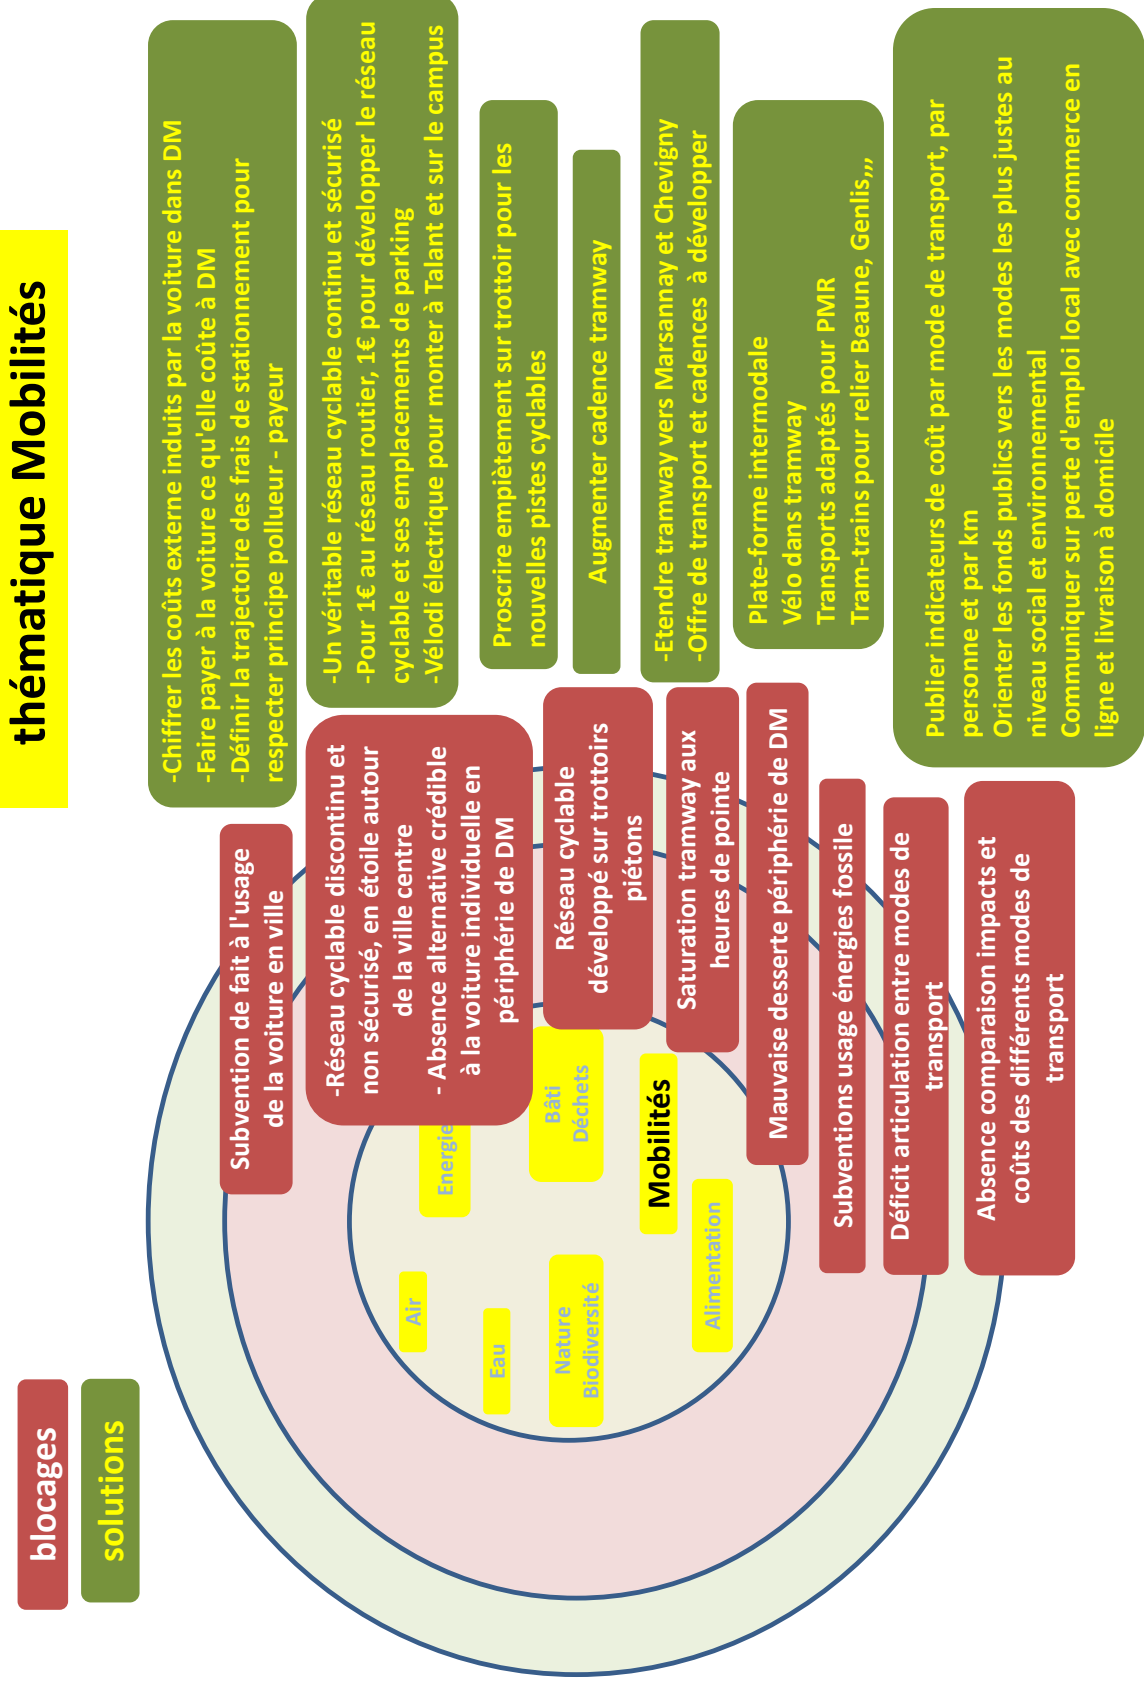 thématique Mobilités
blocages
solutions
Subvention de fait à l'usage
de la voiture en ville
-Chiffrer les coûts externe induits par la voiture dans DM
-Faire payer à la voiture ce qu'elle coûte à DM
-Définir la trajectoire des frais de stationnement pour
respecter principe pollueur - payeur
-Réseau cyclable discontinu et
non sécurisé, en étoile autour
de la ville centre
- Absence alternative crédible
à la voiture individuelle en
périphérie de DM
-Un véritable réseau cyclable continu et sécurisé
-Pour 1€ au réseau routier, 1€ pour développer le réseau
cyclable et ses emplacements de parking
-Vélodi électrique pour monter à Talant et sur le campus
Réseau cyclable
développé sur trottoirs
piétons
Proscrire empiètement sur trottoir pour les
nouvelles pistes cyclables
Saturation tramway aux
heures de pointe
Augmenter cadence tramway
Mauvaise desserte périphérie de DM
-Etendre tramway vers Marsannay et Chevigny
-Offre de transport et cadences à développer
Subventions usage énergies fossile
Déficit articulation entre modes de
transport
Plate-forme intermodale
Vélo dans tramway
Transports adaptés pour PMR
Tram-trains pour relier Beaune, Genlis,,,
Absence comparaison impacts et
coûts des différents modes de
transport
Publier indicateurs de coût par mode de transport, par
personne et par km
Orienter les fonds publics vers les modes les plus justes au
niveau social et environnemental
Communiquer sur perte d'emploi local avec commerce en
ligne et livraison à domicile
Air
Energie
Eau
Bâti
Déchets
Nature
Biodiversité
Mobilités
Alimentation